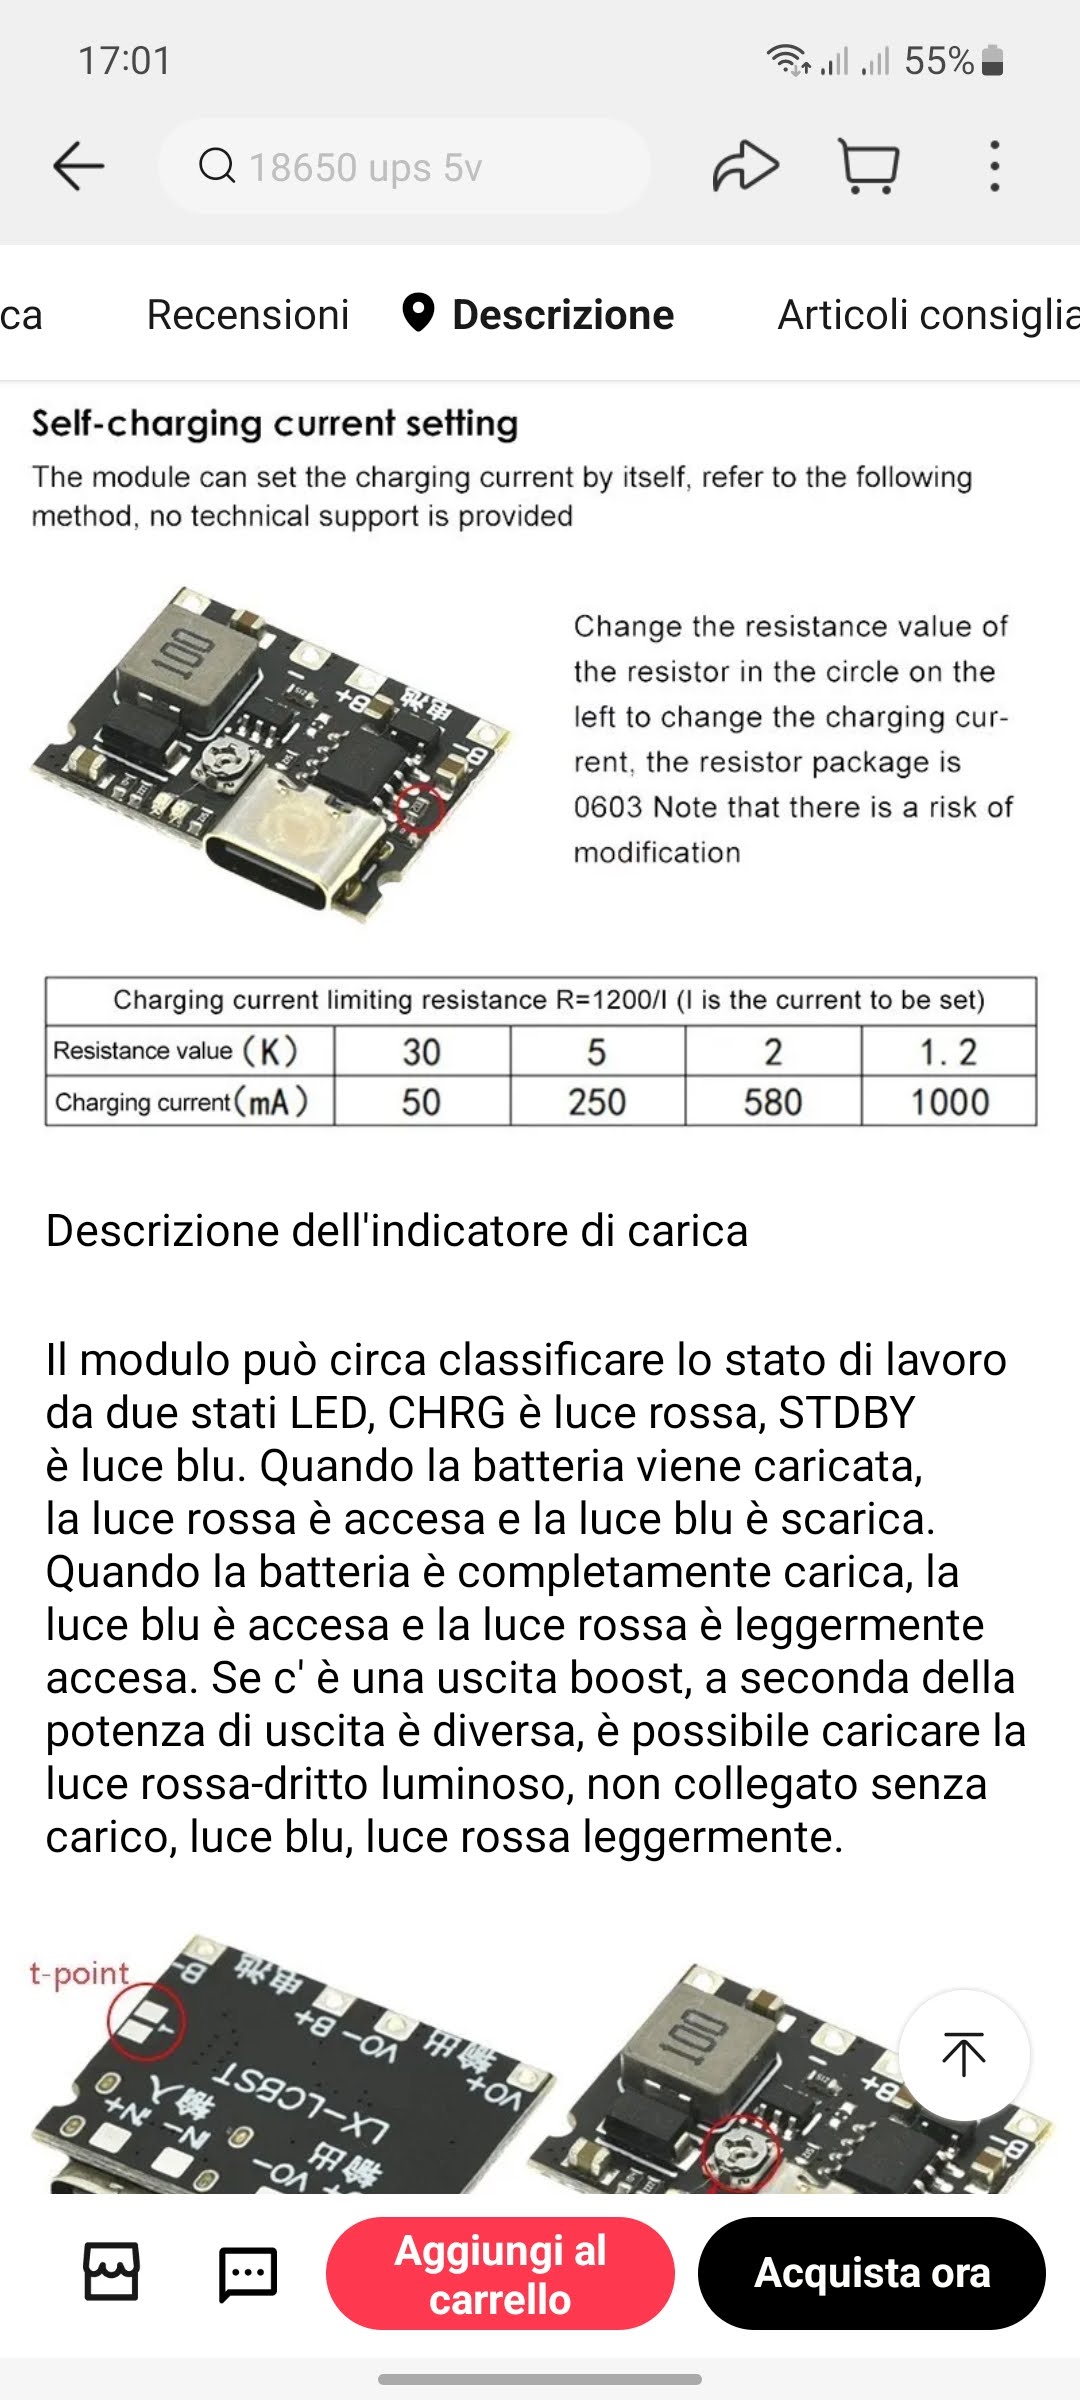 17:01
55%
18650 ups 5v
ca Recensioni Descrizione Articoli consiglia
Self-charging current setting
The module can set the charging current by itself, refer to the following
method, no technical support is provided
100
B+
电池
B-
Change the resistance value of
the resistor in the circle on the
left to change the charging cur-
rent, the resistor package is
0603 Note that there is a risk of
modification
Charging current limiting resistance R=1200/I (I is the current to be set)
Resistance value (K) 30 5 2 1.2
Charging current (mA) 50 250 580 1000
Descrizione dell'indicatore di carica
Il modulo può circa classificare lo stato di lavoro
da due stati LED, CHRG è luce rossa, STDBY
è luce blu. Quando la batteria viene caricata,
la luce rossa è accesa e la luce blu è scarica.
Quando la batteria è completamente carica, la
luce blu è accesa e la luce rossa è leggermente
accesa. Se c' è una uscita boost, a seconda della
potenza di uscita è diversa, è possibile caricare la
luce rossa-dritto luminoso, non collegato senza
carico, luce blu, luce rossa leggermente.
t-point
B-
电池
B+
VO-
输出
VO+
T
LX-LCBST
IN+
输入
IN-
VO-
输出
100
B+
B-
Aggiungi al
carrello
Acquista ora